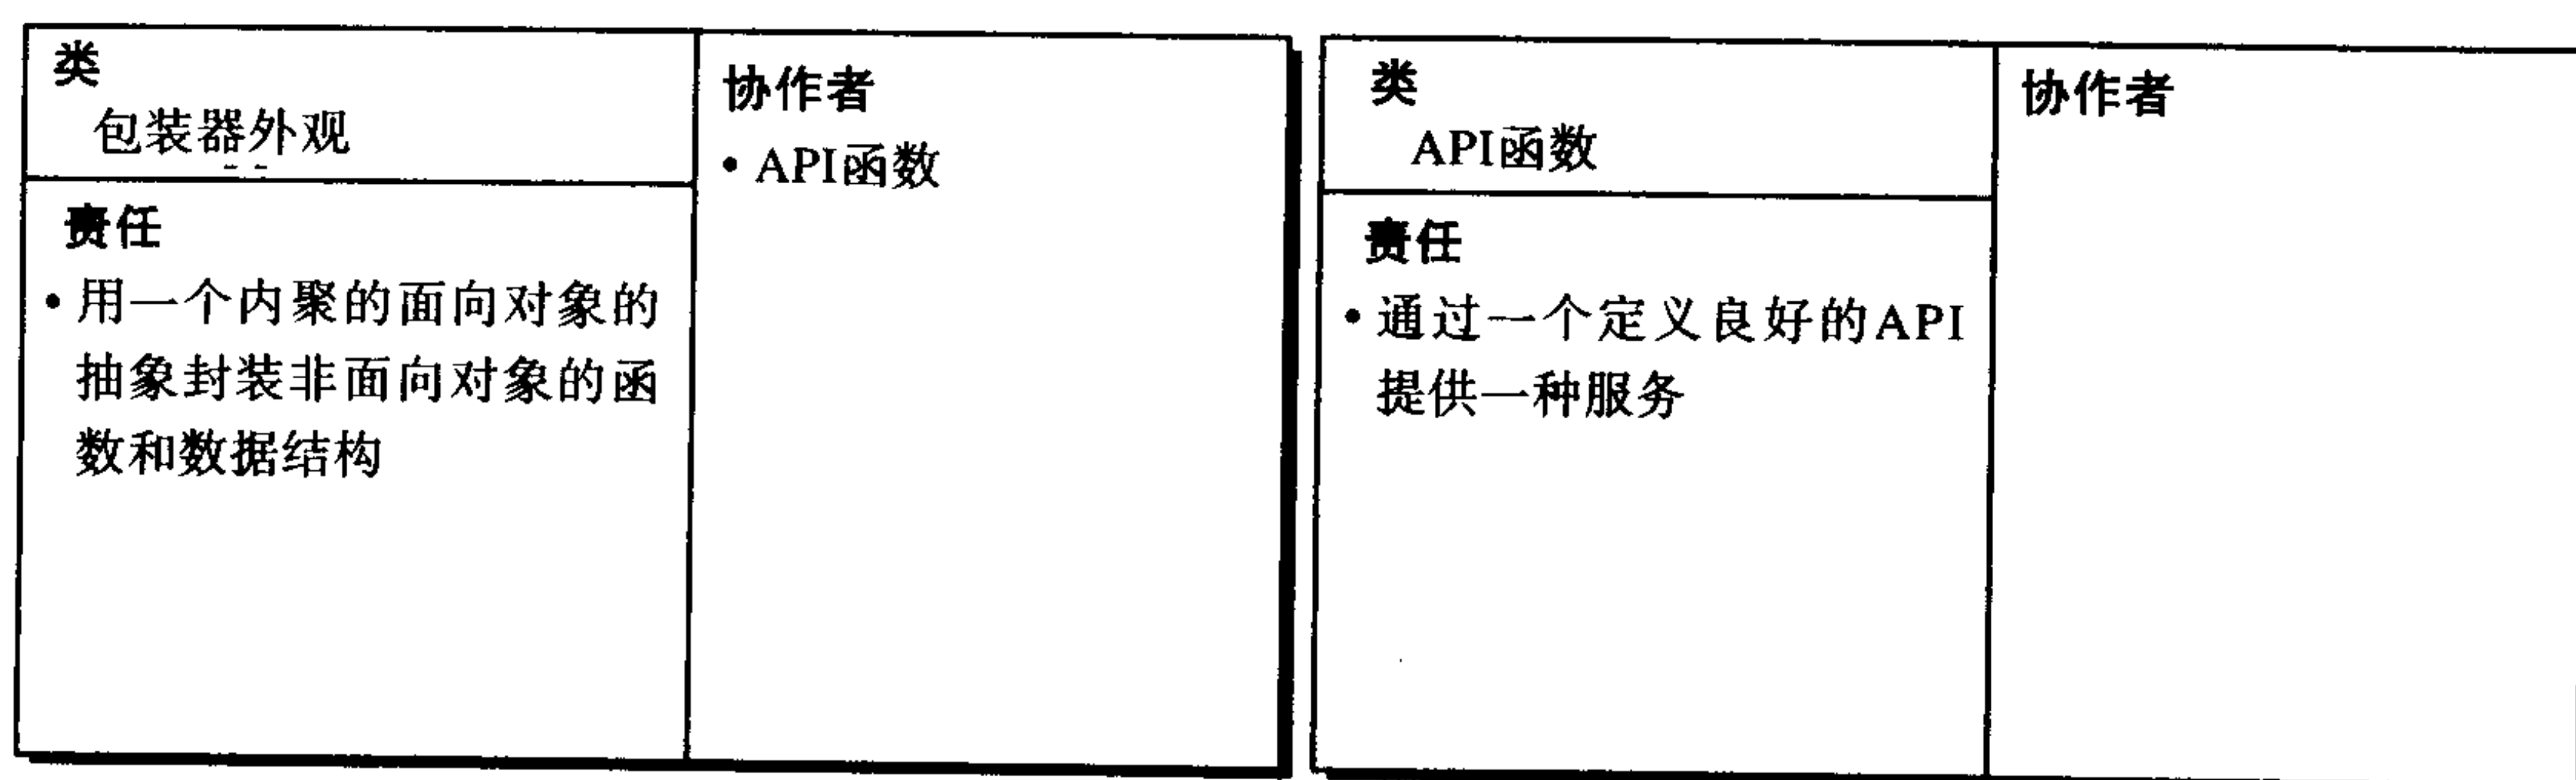 类
包装器外观
责任
• 用一个内聚的面向对象的
抽象封装非面向对象的函
数和数据结构
协作者
• API函数
类
API函数
责任
• 通过一个定义良好的API
提供一种服务
协作者